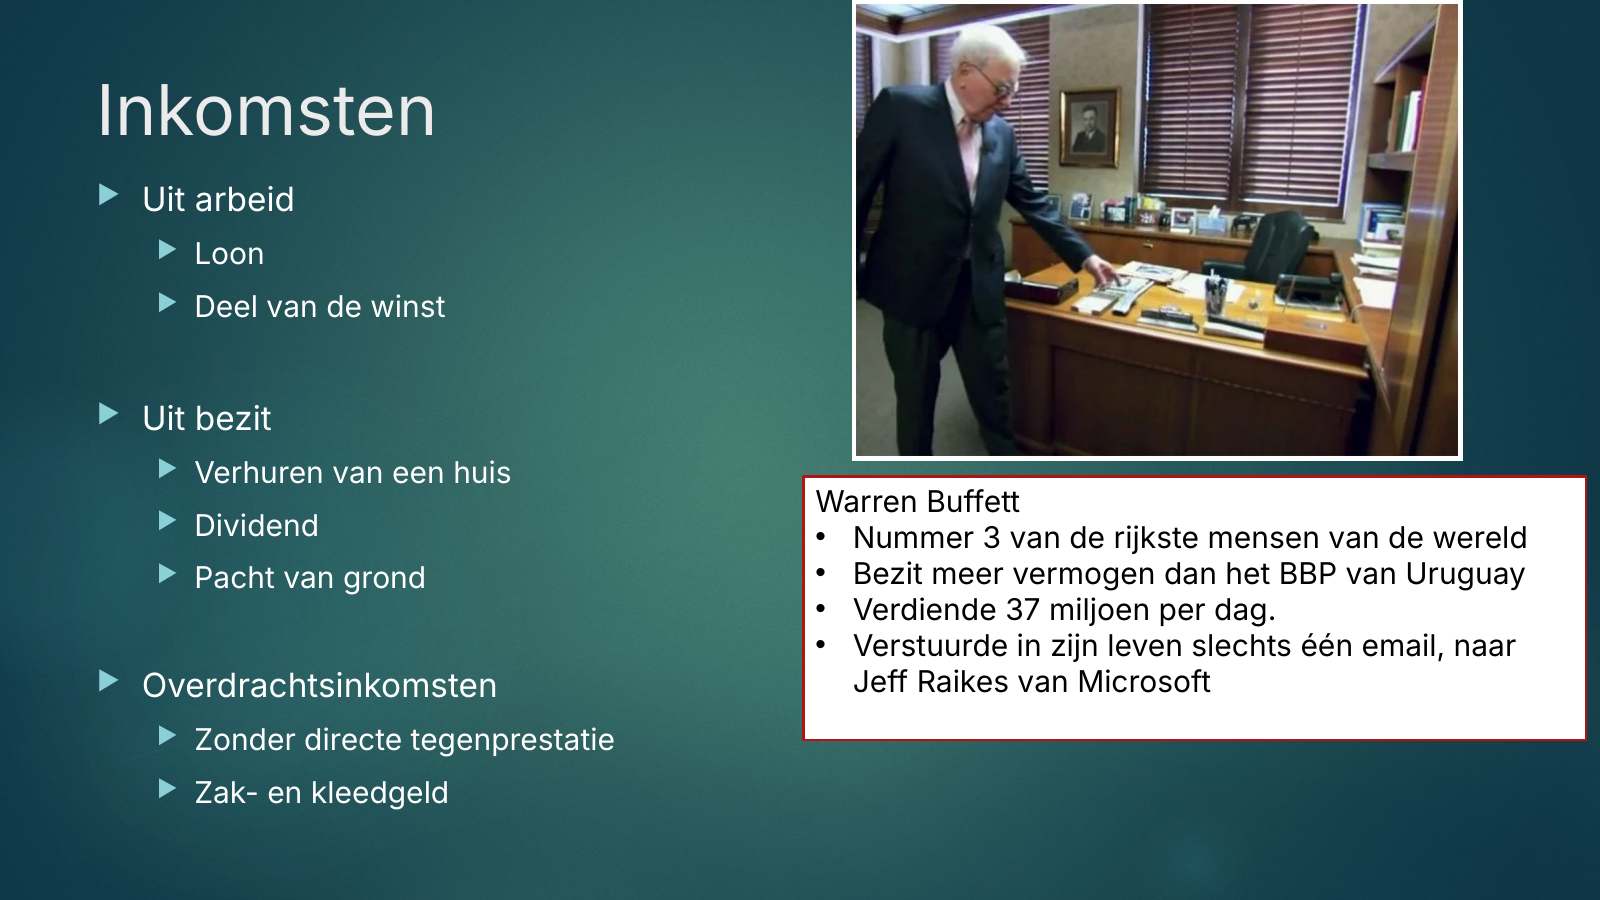 Inkomsten
Uit arbeid
Loon
Deel van de winst
Uit bezit
Verhuren van een huis
Dividend
Pacht van grond
Overdrachtsinkomsten
Zonder directe tegenprestatie
Zak- en kleedgeld
Warren Buffett
• Nummer 3 van de rijkste mensen van de wereld
• Bezit meer vermogen dan het BBP van Uruguay
• Verdiende 37 miljoen per dag.
• Verstuurde in zijn leven slechts één email, naar
Jeff Raikes van Microsoft